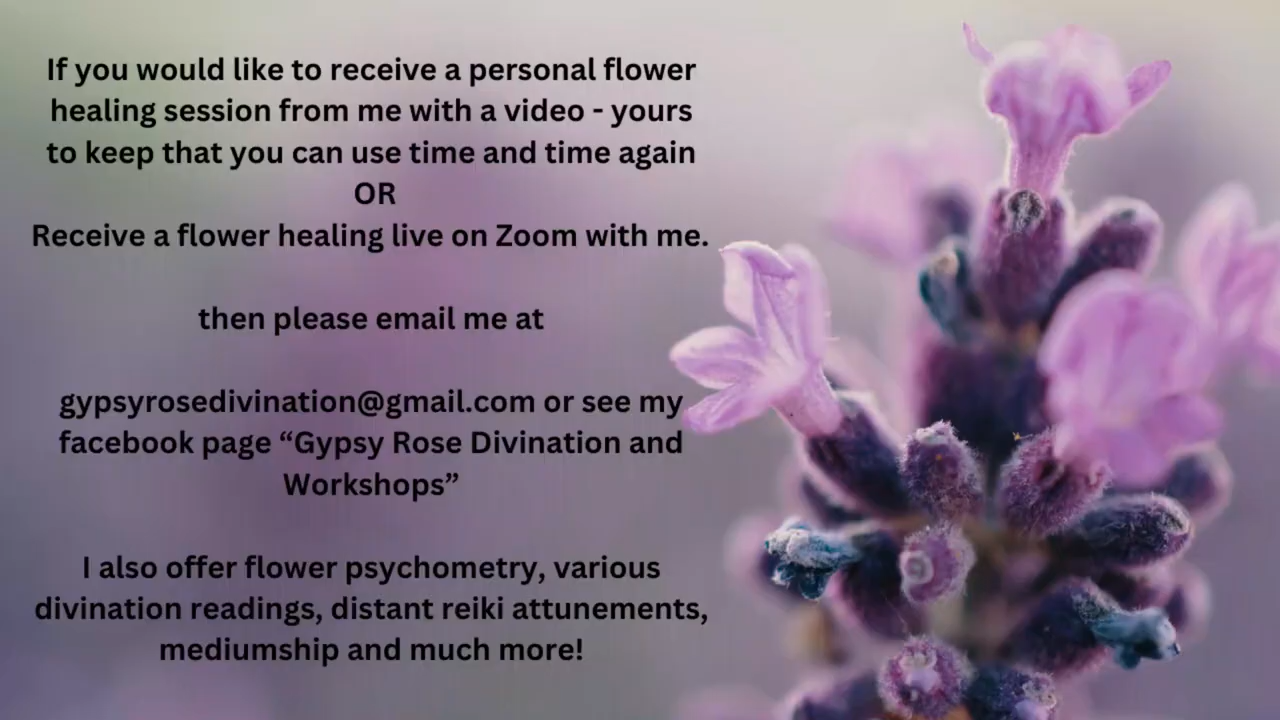 If you would like to receive a personal flower
healing session from me with a video - yours
to keep that you can use time and time again
OR
Receive a flower healing live on Zoom with me.
then please email me at
gypsyrosedivination@gmail.com or see my
facebook page “Gypsy Rose Divination and
Workshops”
I also offer flower psychometry, various
divination readings, distant reiki attunements,
mediumship and much more!